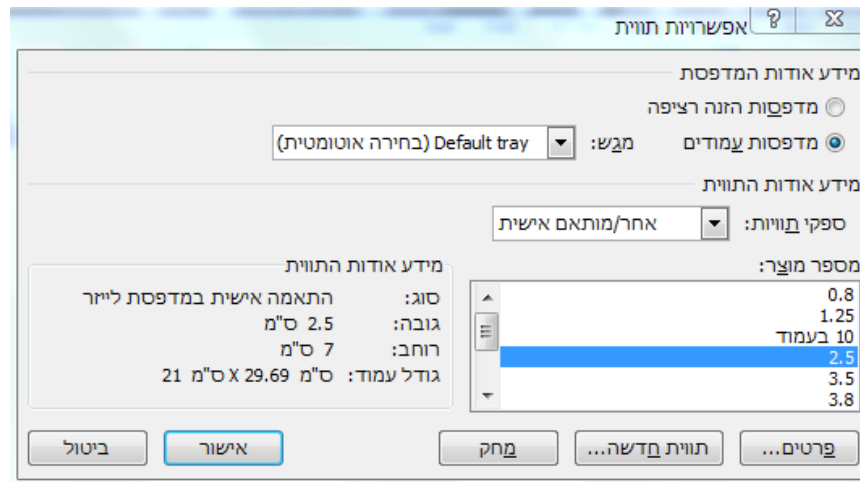 אפשרויות תווית
מידע אודות המדפסת
מדפסות הזנה רציפה
מדפסות עמודים מגש: Default tray (בחירה אוטומטית)
מידע אודות התווית
ספקי תוויות: אחר/מותאם אישית
מספר מוצר:
0.8
1.25
10 בעמוד
2.5
3.5
3.8
מידע אודות התווית
סוג: התאמה אישית במדפסת לייזר
גובה: 2.5 ס"מ
רוחב: 7 ס"מ
גודל עמוד: 21 ס"מ X 29.69 ס"מ
פרטים... תווית חדשה... מחק אישור ביטול